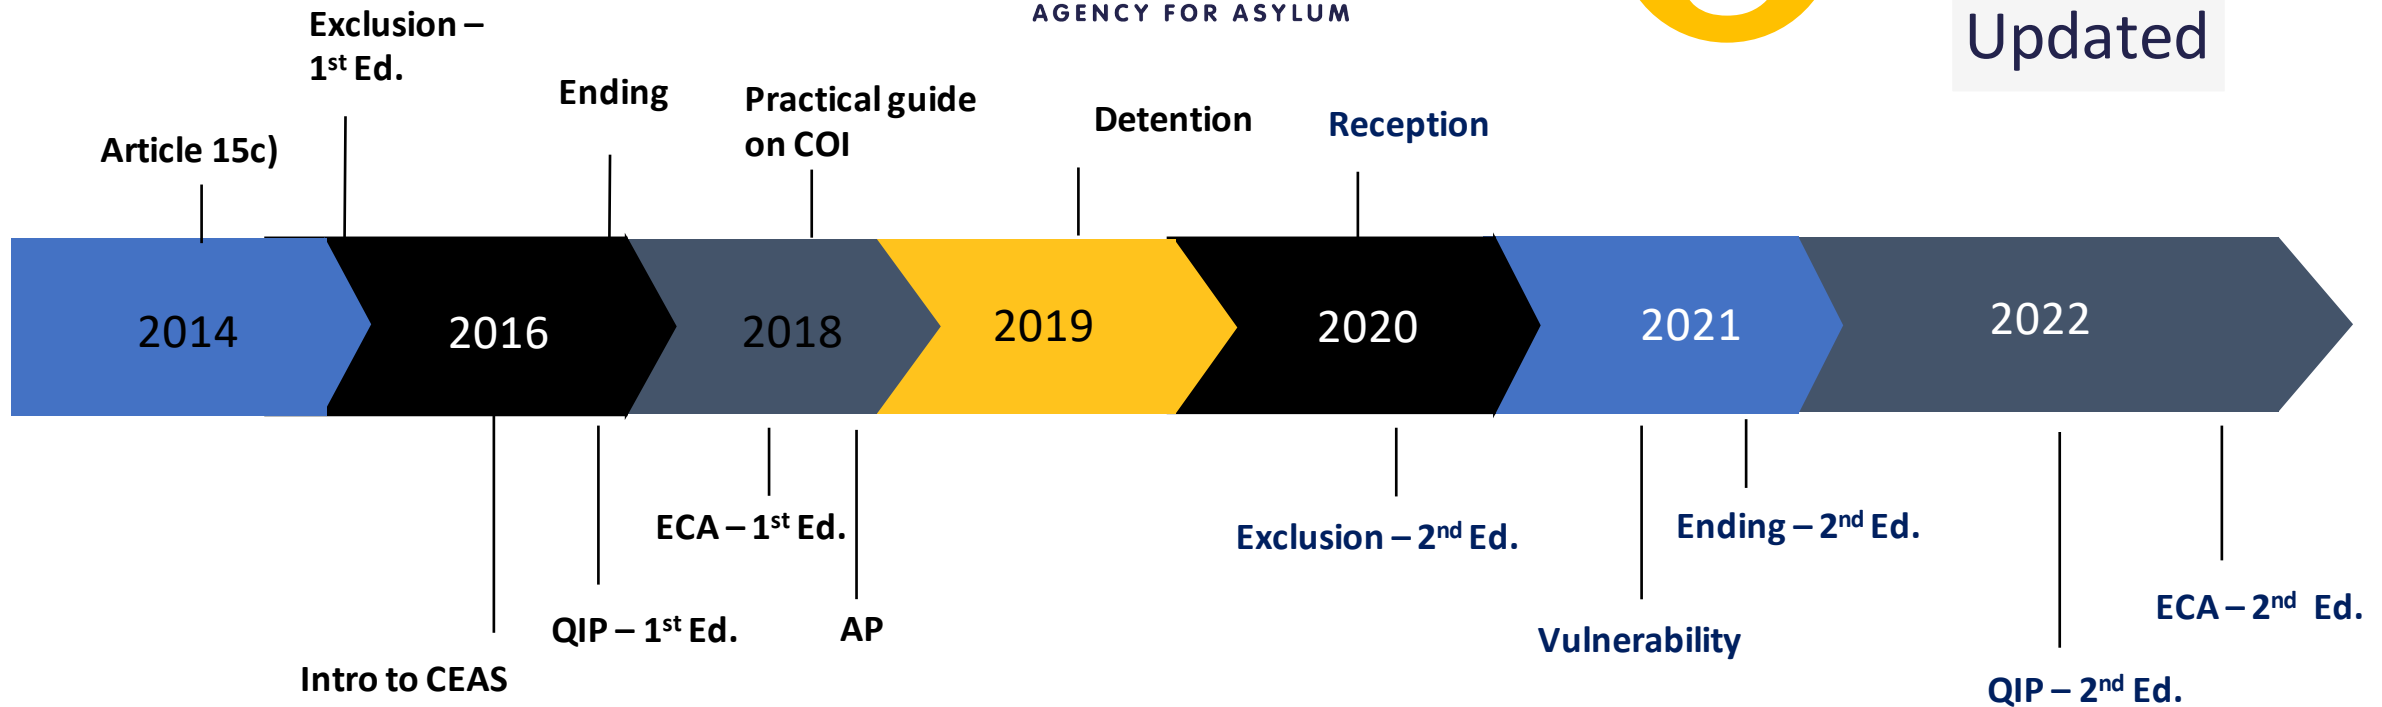 AGENCY FOR ASYLUM
Updated
Exclusion –
1st Ed.
Ending
Practical guide
on COI
Detention
Reception
Article 15c)
2014
2016
2018
2019
2020
2021
2022
ECA – 1st Ed.
Exclusion – 2nd Ed.
Ending – 2nd Ed.
QIP – 1st Ed.
AP
Vulnerability
ECA – 2nd Ed.
Intro to CEAS
QIP – 2nd Ed.